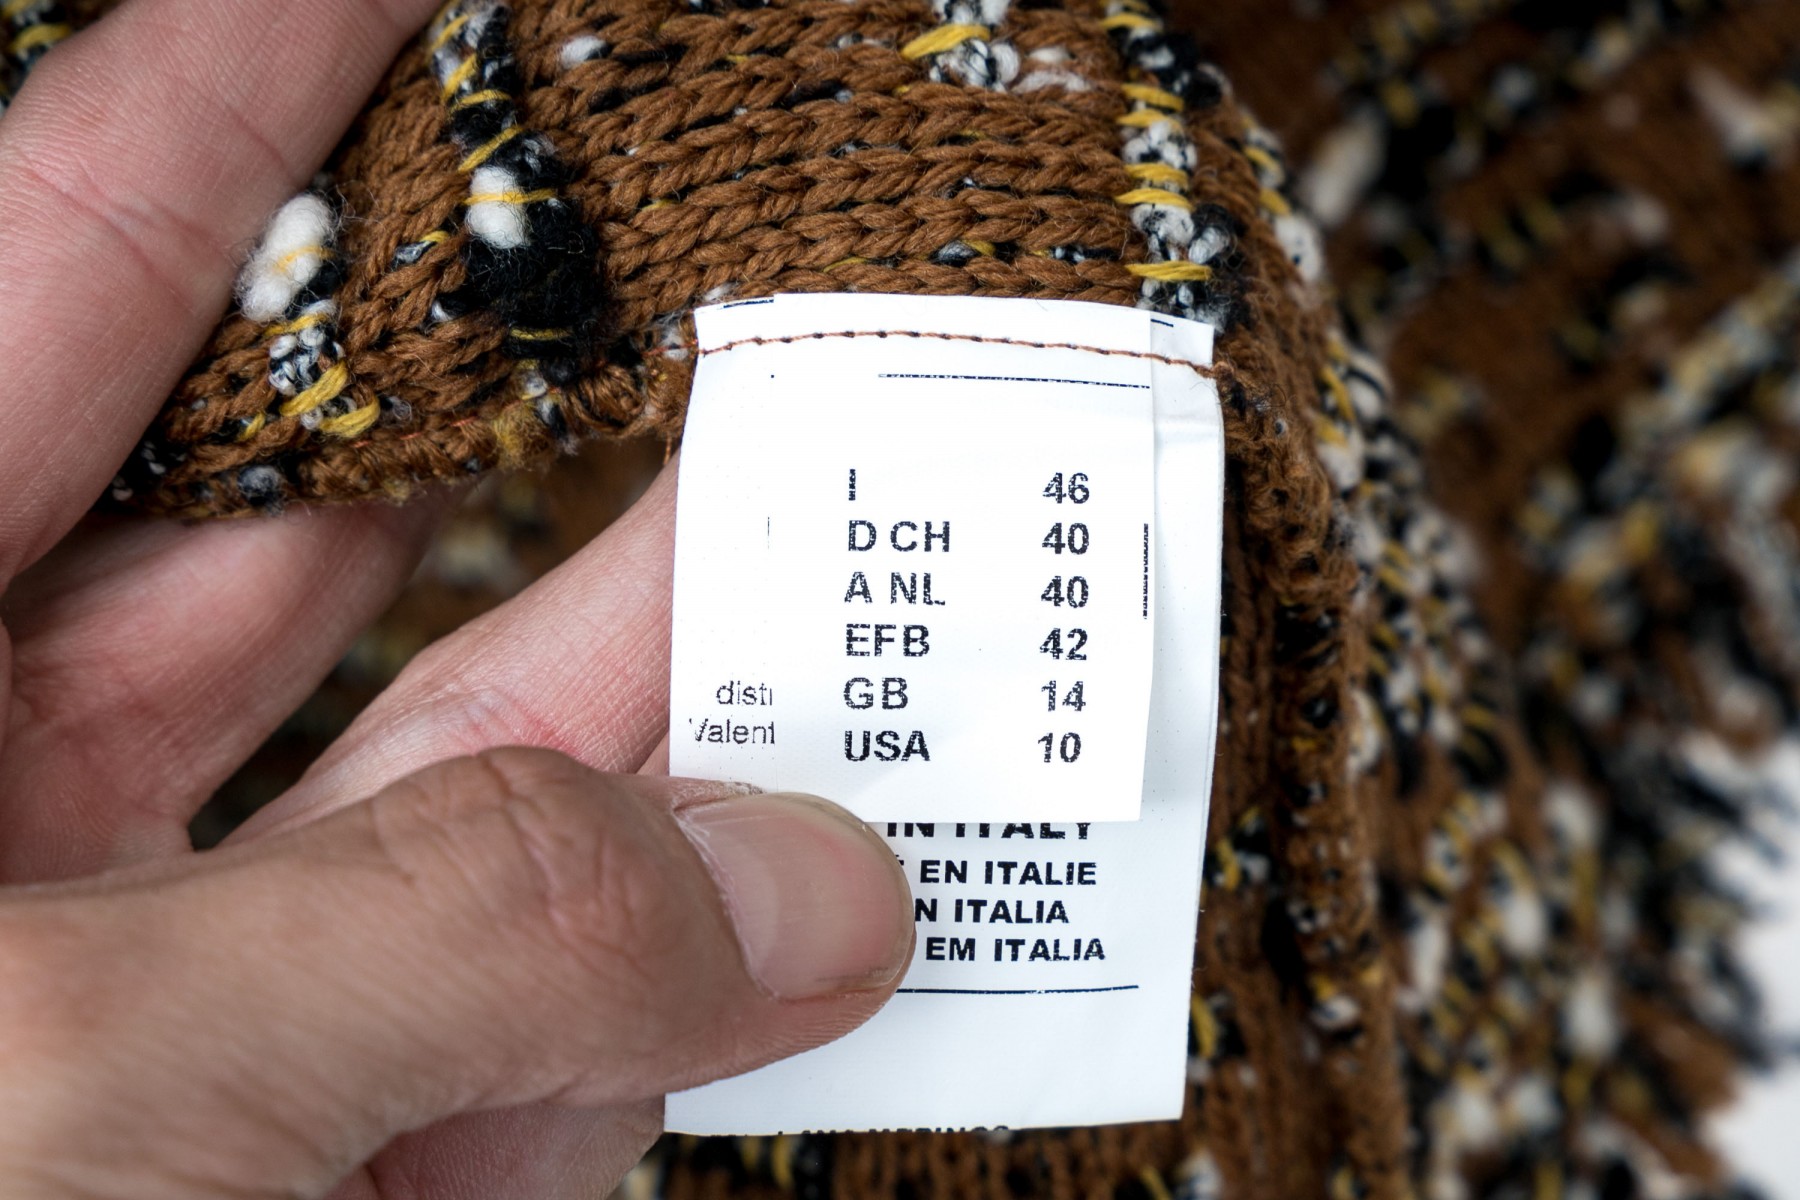 I 46
D CH 40
A NL 40
EFB 42
GB 14
USA 10
disti
Valent
IN ITALY
EN ITALIE
N ITALIA
EM ITALIA